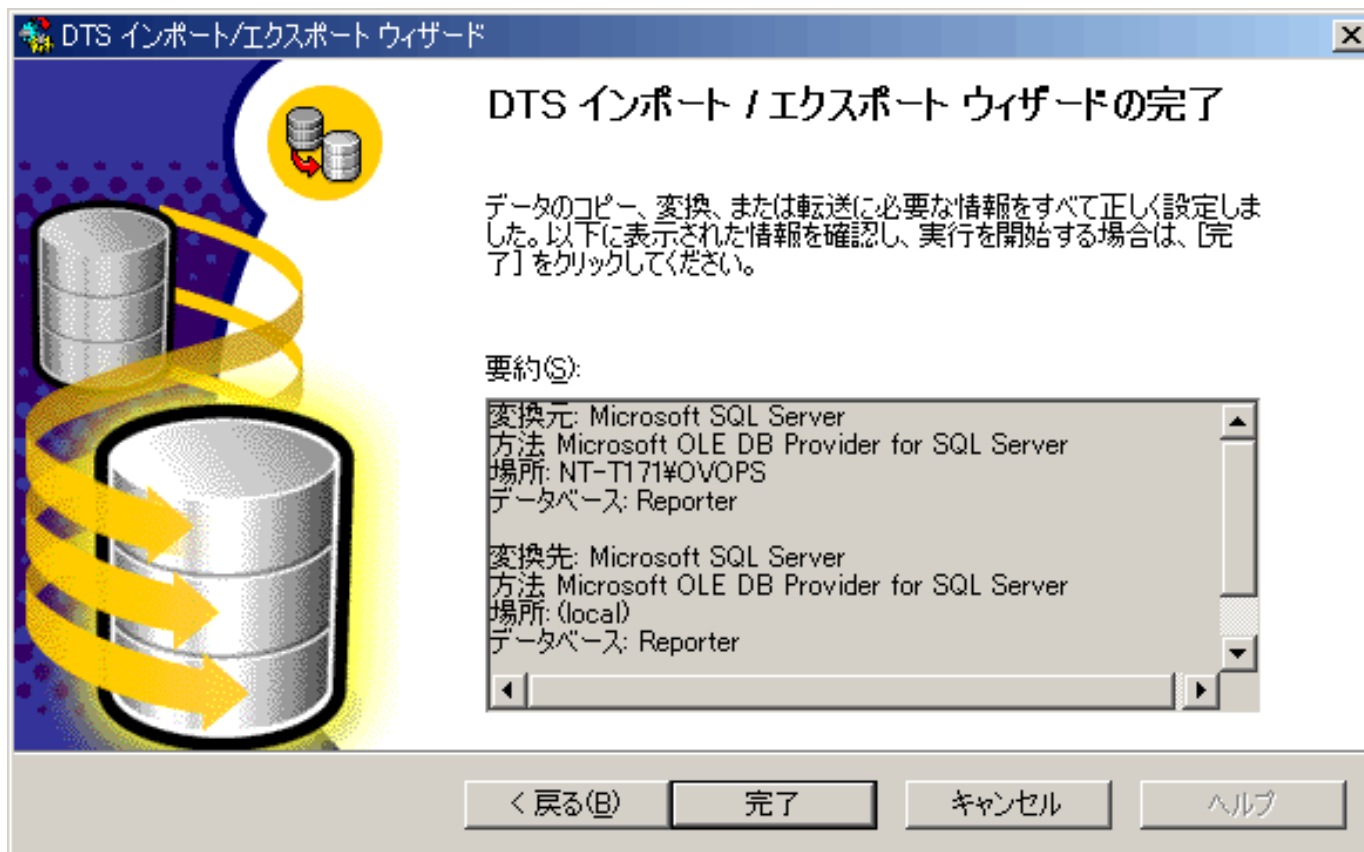 DTS インポート/エクスポート ウィザード
DTS インポート / エクスポート ウィザードの完了
データのコピー、変換、または転送に必要な情報をすべて正しく設定しま
した。以下に表示された情報を確認し、実行を開始する場合は、[完
了] をクリックしてください。
要約(S):
変換元: Microsoft SQL Server
方法 Microsoft OLE DB Provider for SQL Server
場所: NT-T171¥OVOPS
データベース: Reporter
変換先: Microsoft SQL Server
方法 Microsoft OLE DB Provider for SQL Server
場所: (local)
データベース: Reporter
< 戻る(B)
完了
キャンセル
ヘルプ